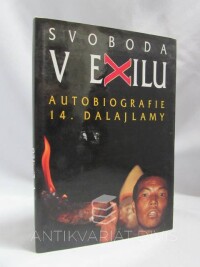 SVOBODA
V EXILU
AUTOBIOGRAFIE
14. DALAJLAMY